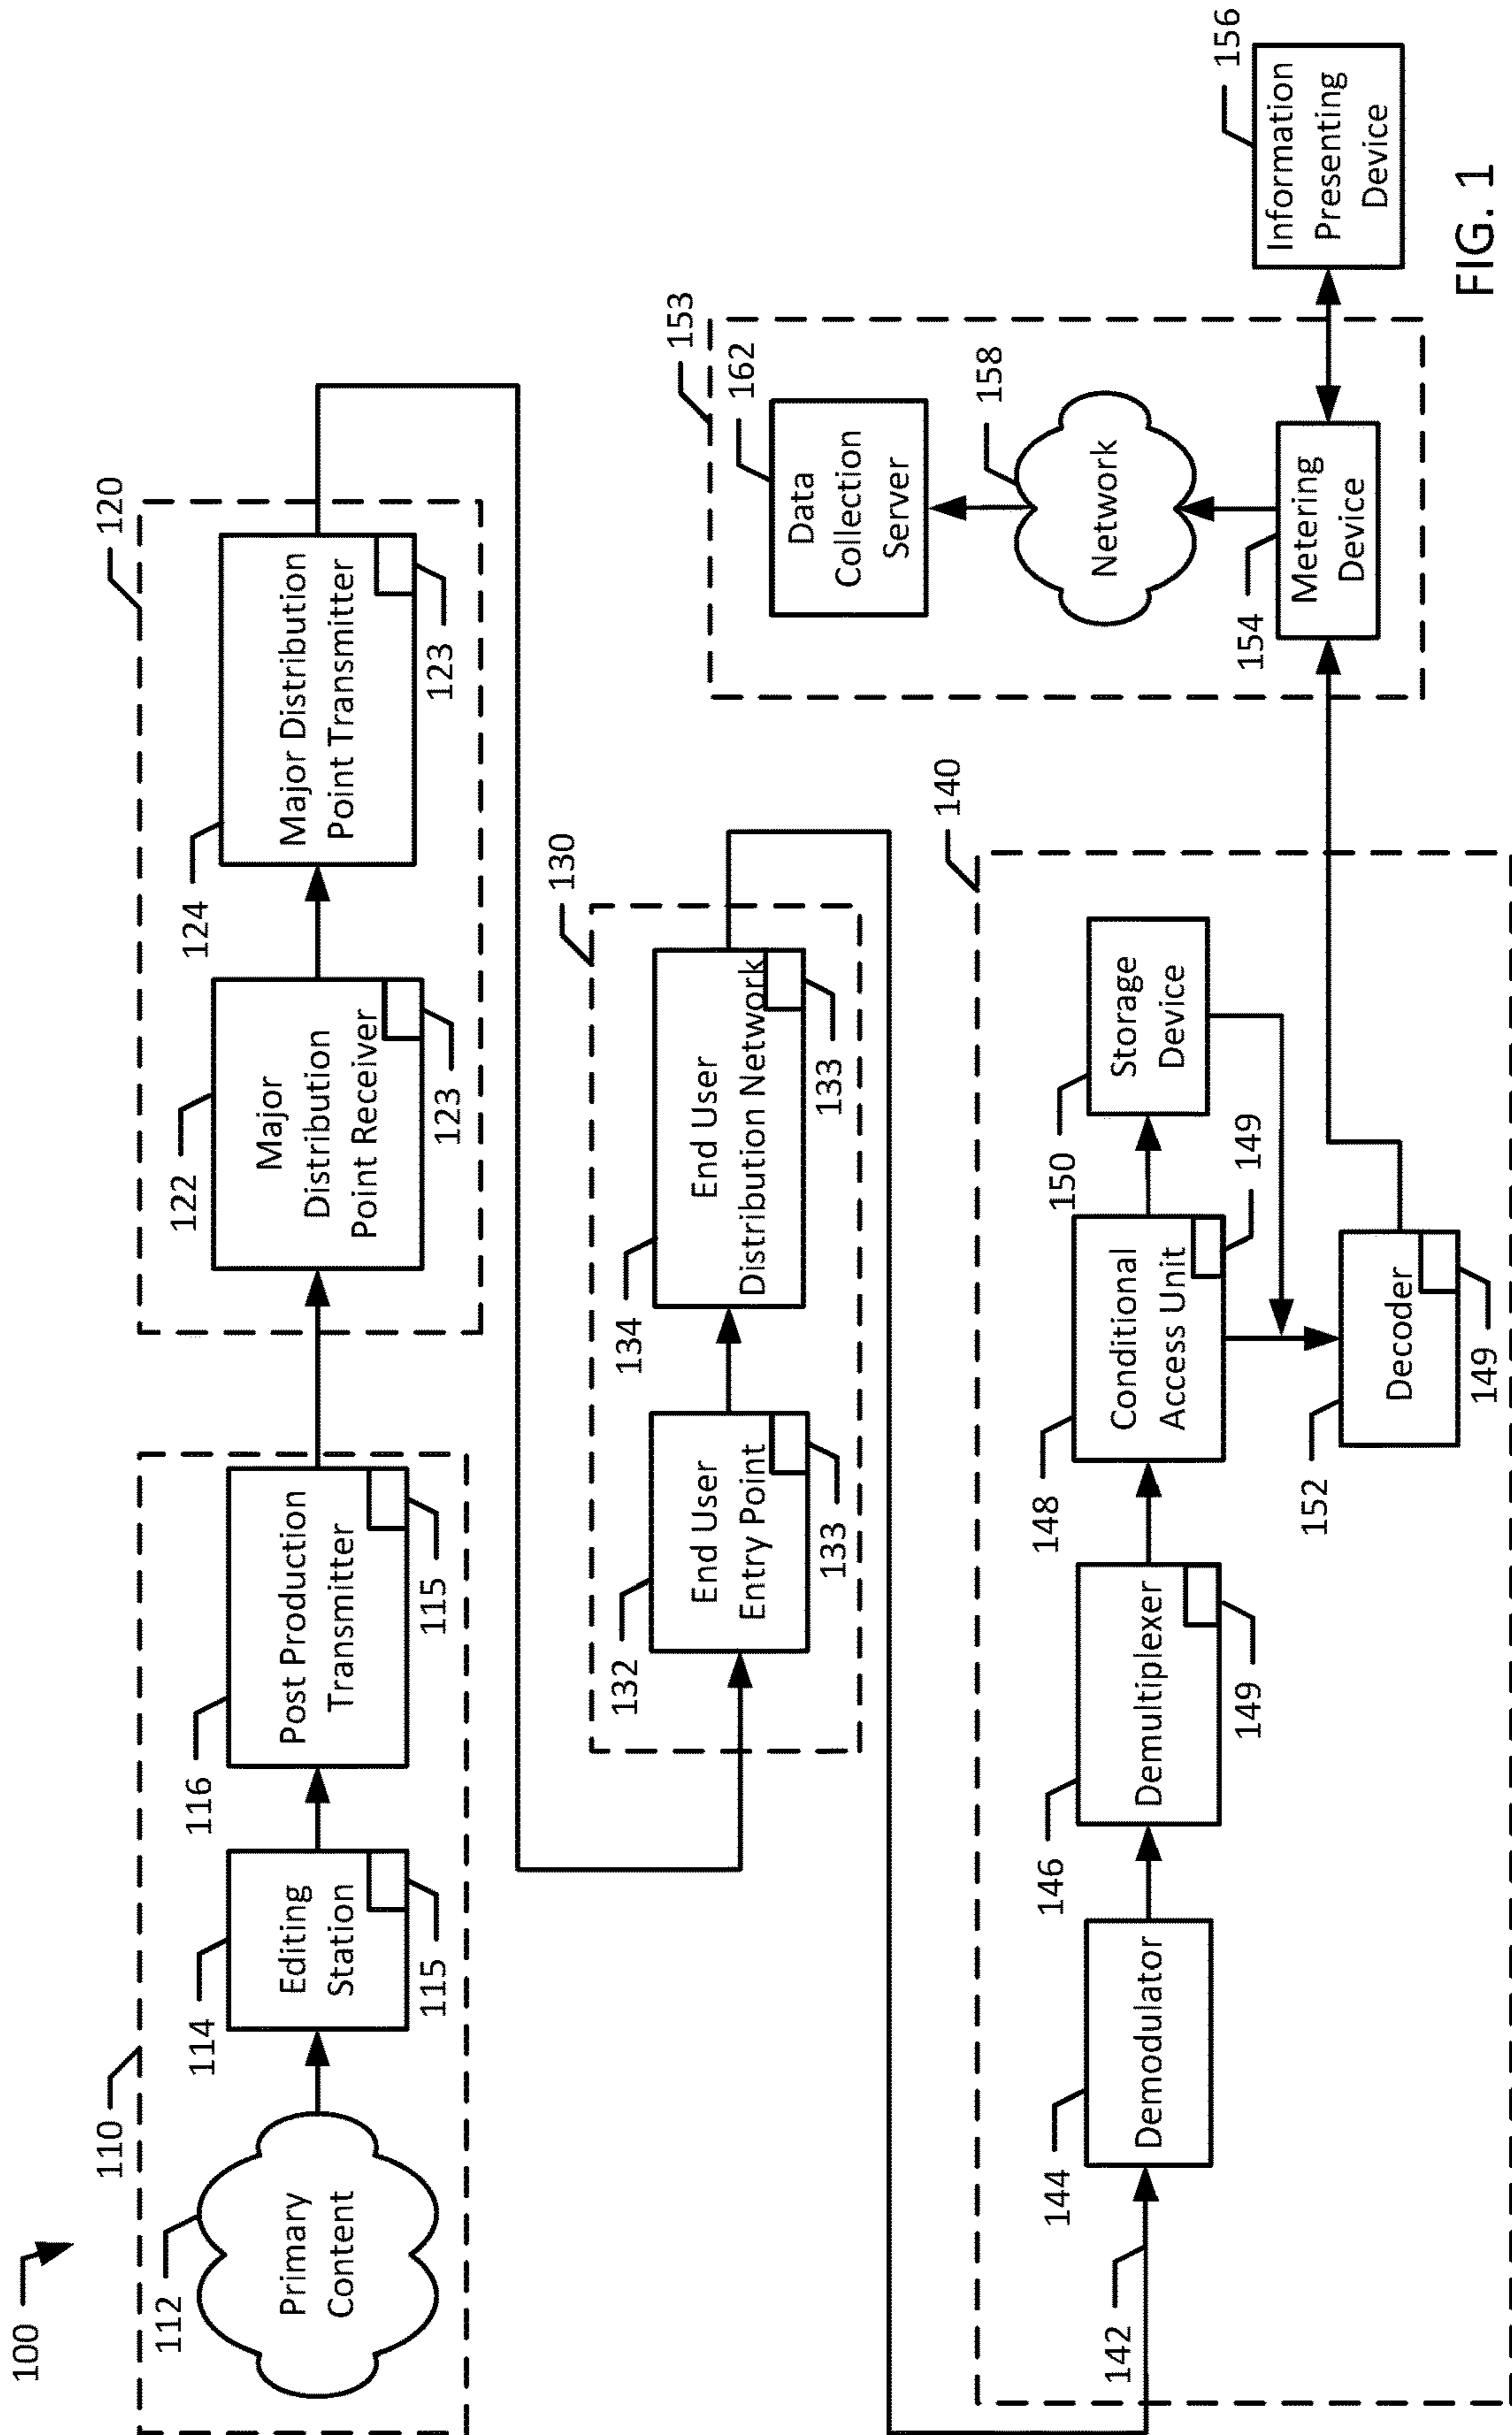 100
110
112
Primary
Content
114
Editing
Station
115
116
Post Production
Transmitter
115
120
122
Major
Distribution
Point Receiver
123
124
Major Distribution
Point Transmitter
123
130
132
End User
Entry Point
133
134
End User
Distribution Network
133
140
142
144
Demodulator
146
Demultiplexer
149
148
Conditional
Access Unit
149
150
Storage
Device
152
Decoder
149
153
162
Data
Collection
Server
158
Network
154
Metering
Device
156
Information
Presenting
Device
FIG. 1